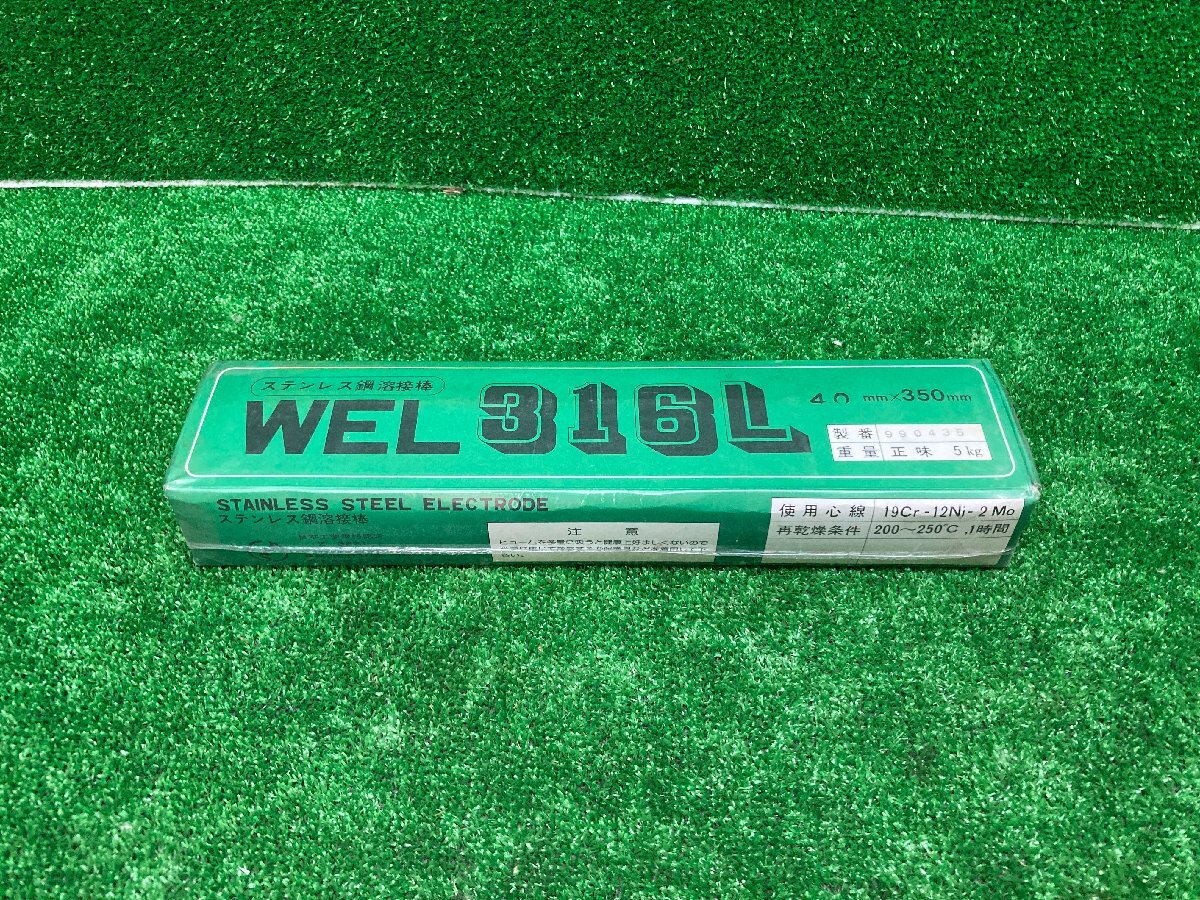 ステンレス鋼溶接棒
WEL 316L
4.0 mm×350mm
製番 990435
重量 正味 5kg
STAINLESS STEEL ELECTRODE
ステンレス鋼溶接棒
使用心線 19Cr-12Ni-2Mo
再乾燥条件 200～250℃,1時間
注意